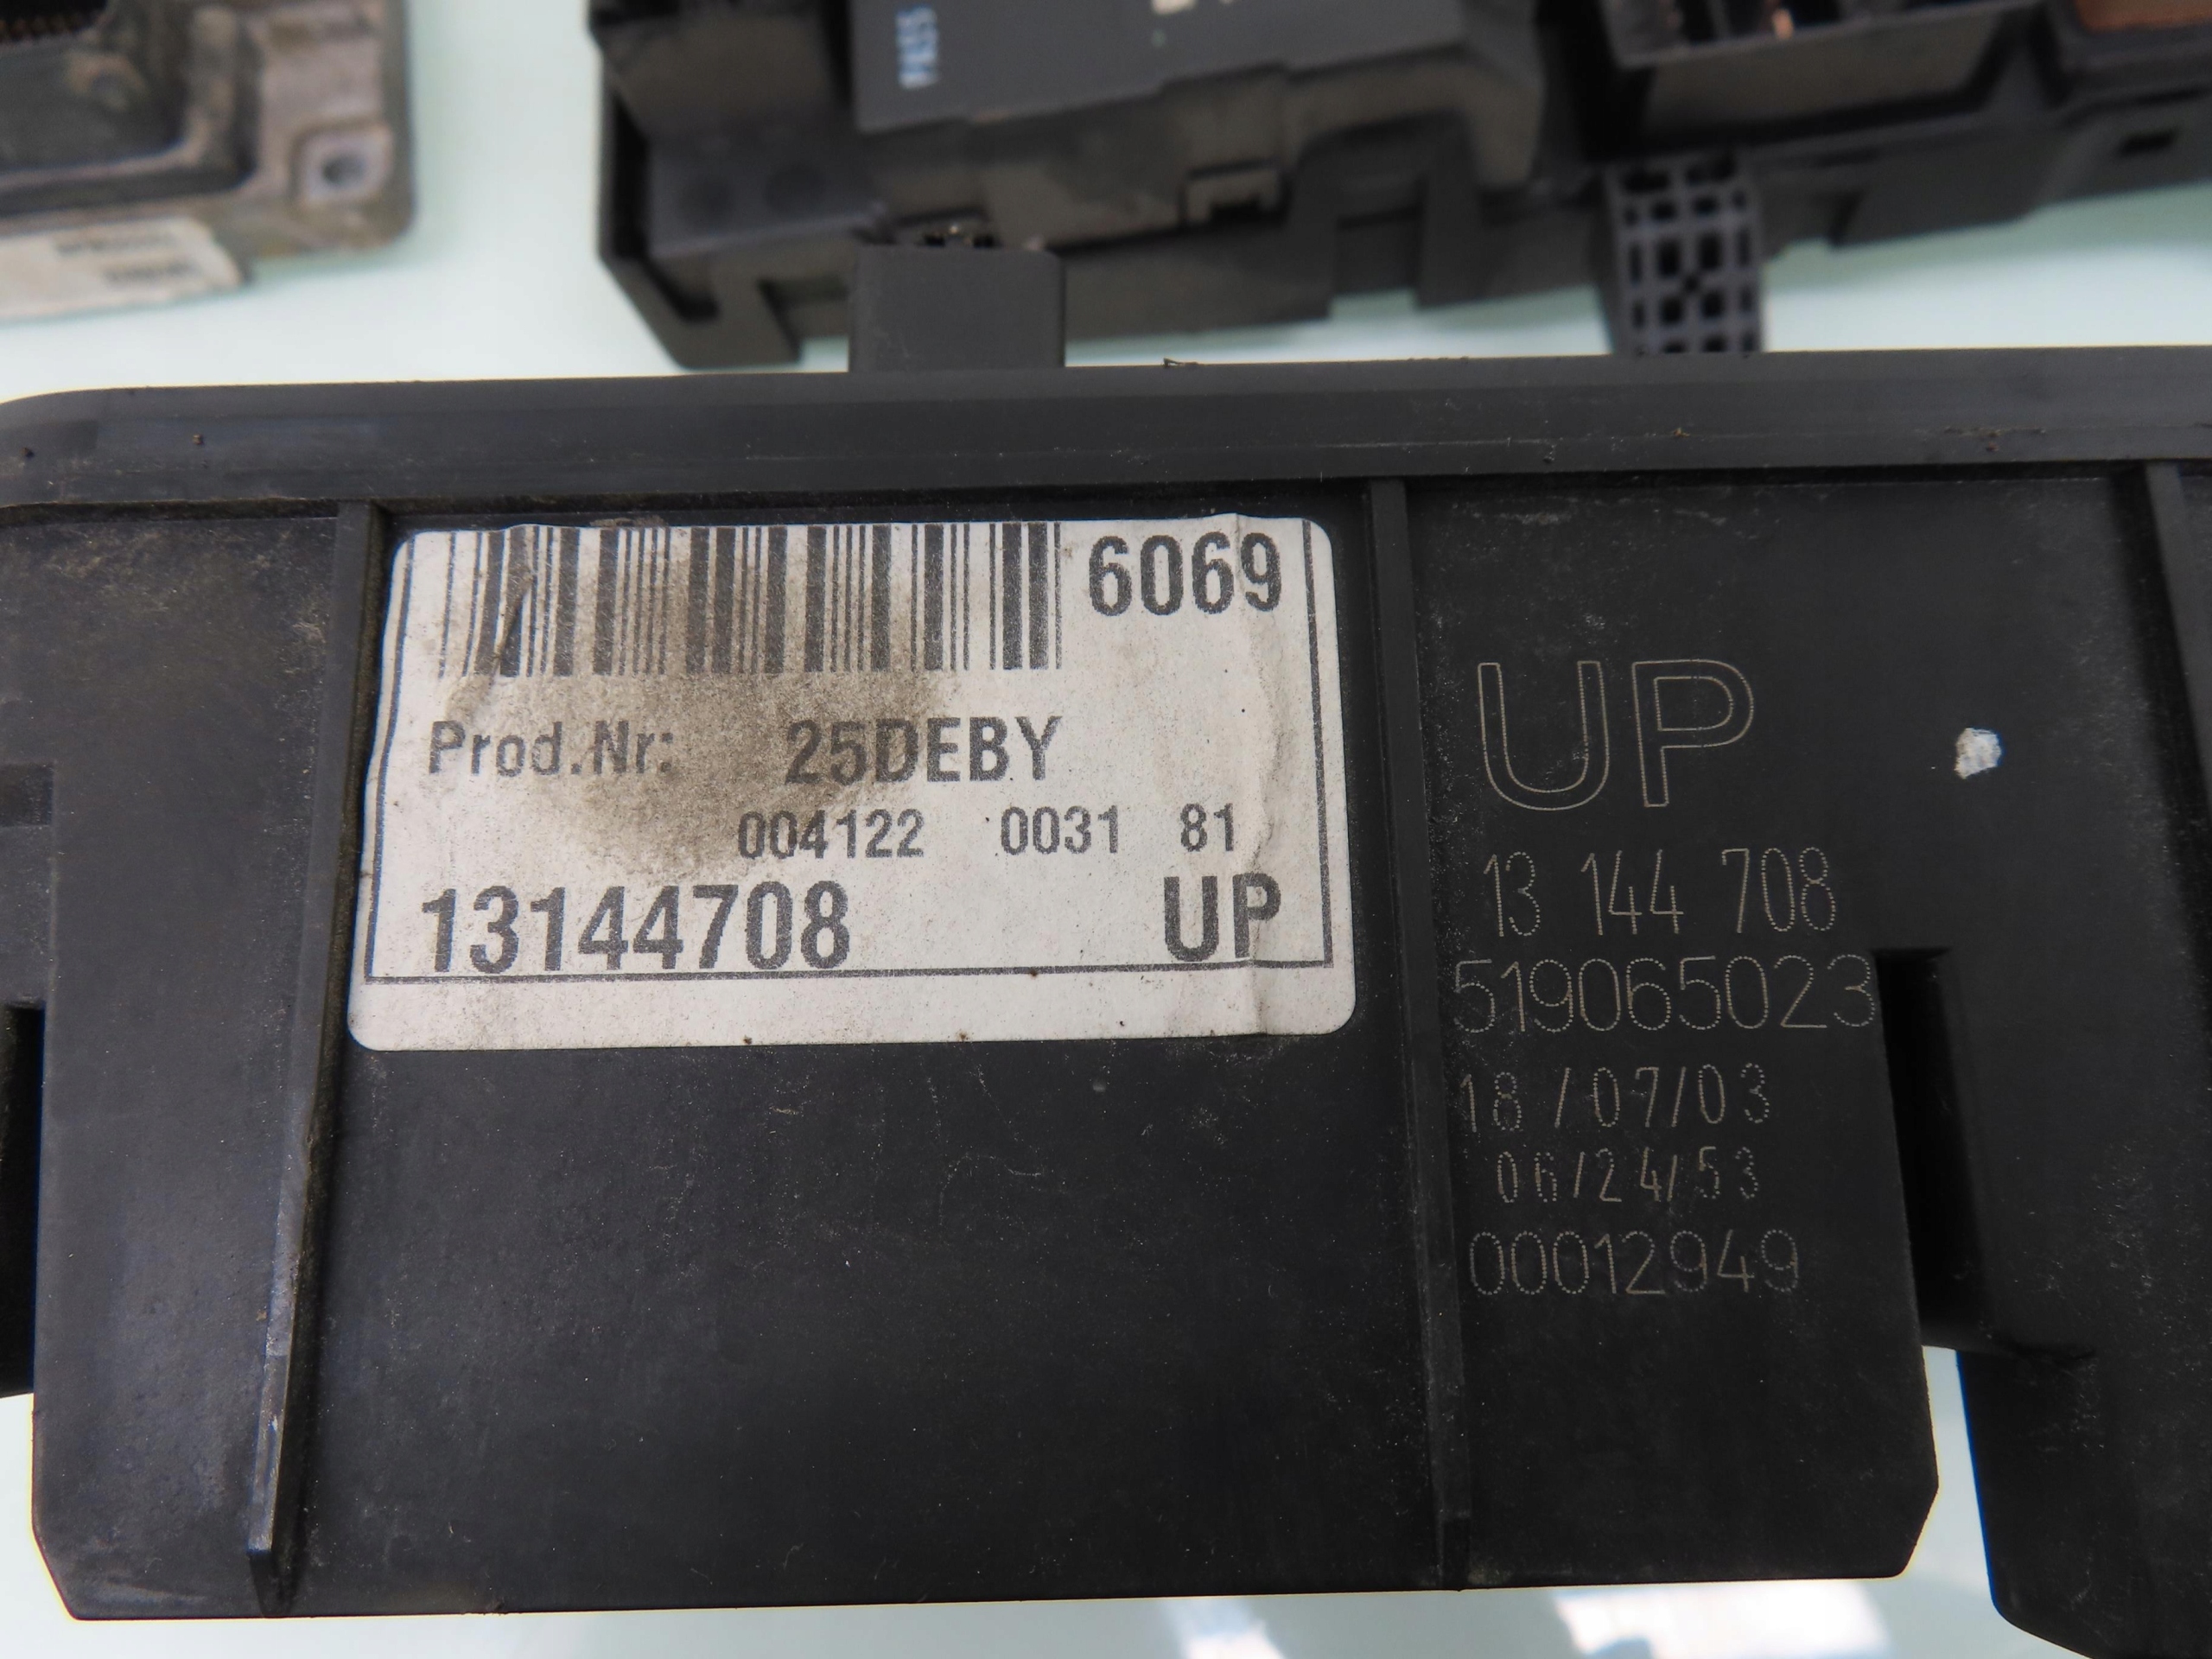 PASS
6069
Prod.Nr: 25DEBY
004122 0031 81
13144708 UP
UP
13 144 708
519065023
18/07/03
06/24/53
00012949